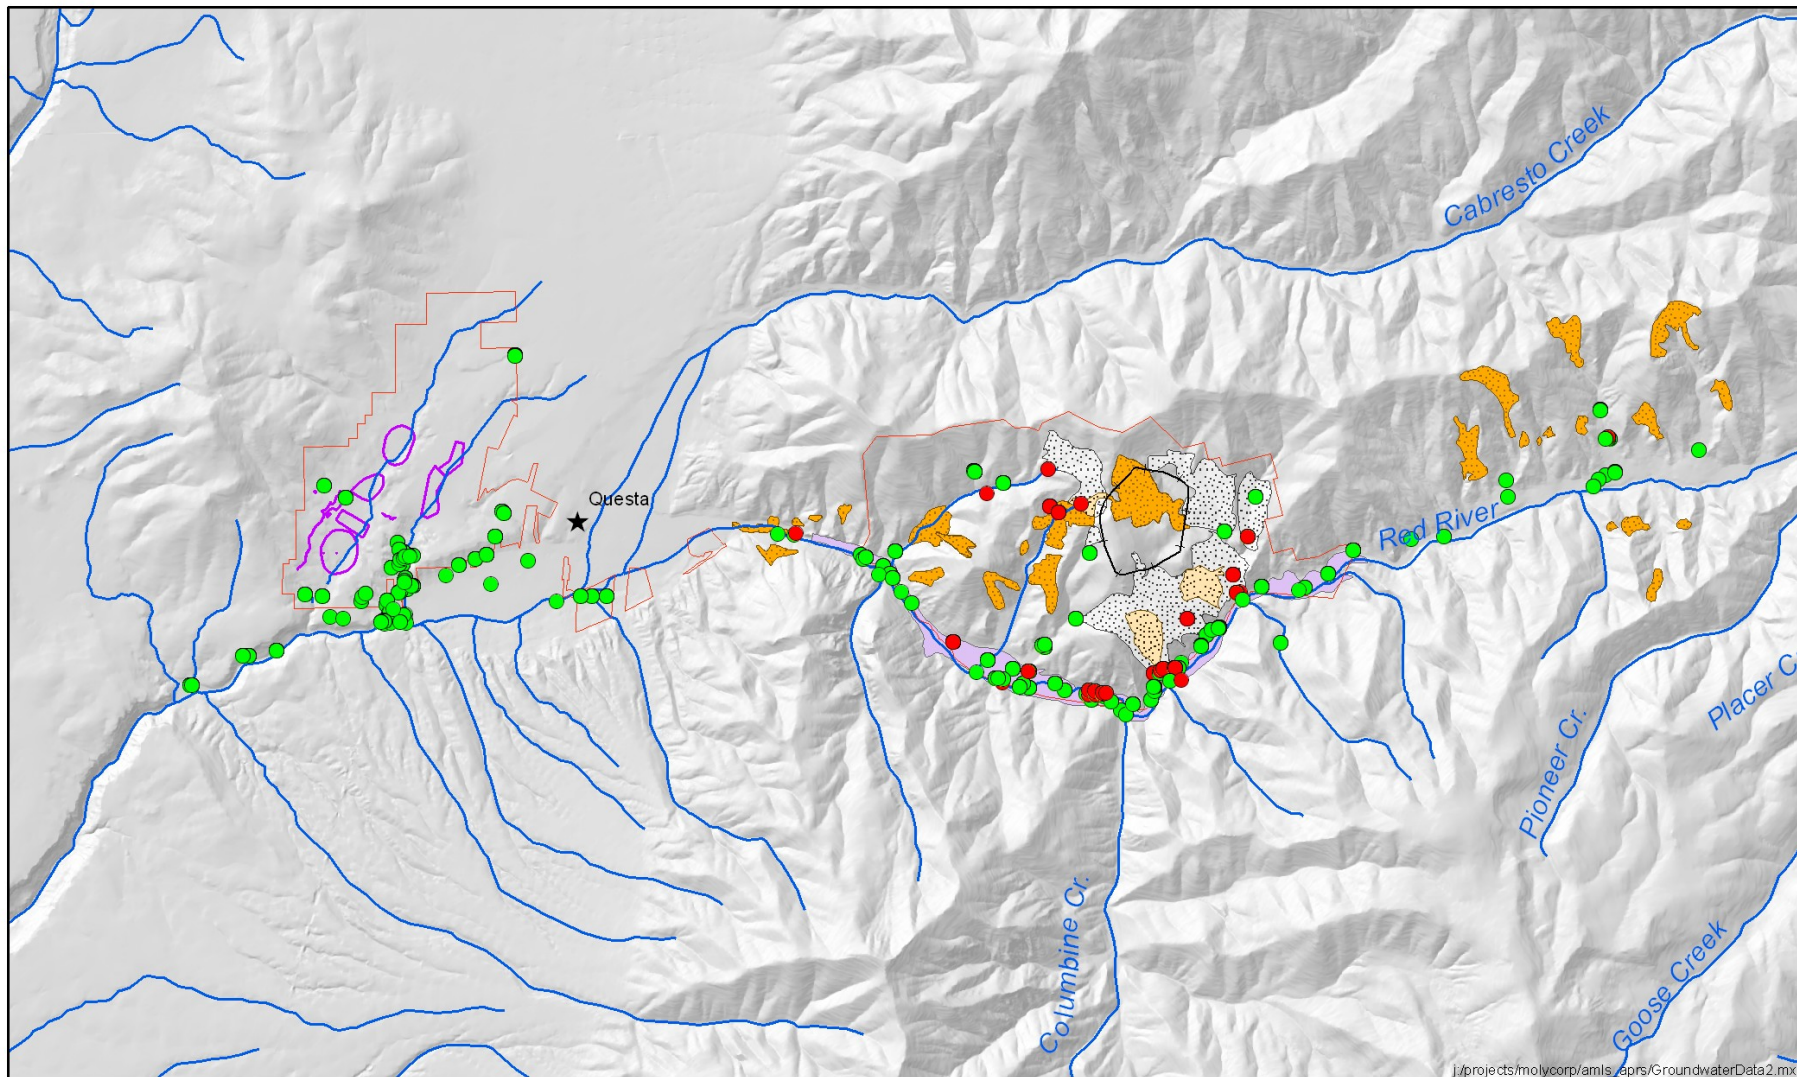 Cabresto Creek
Questa
Red River
Placer C
Pioneer Cr.
Columbine Cr.
Goose Creek
j:/projects/molycorp/amls_aprs/GroundwaterData2.mx